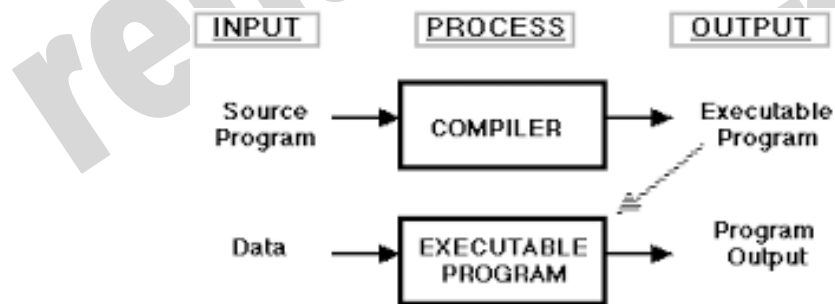 INPUT PROCESS OUTPUT
Source Program
COMPILER
Executable Program
Data
EXECUTABLE PROGRAM
Program Output